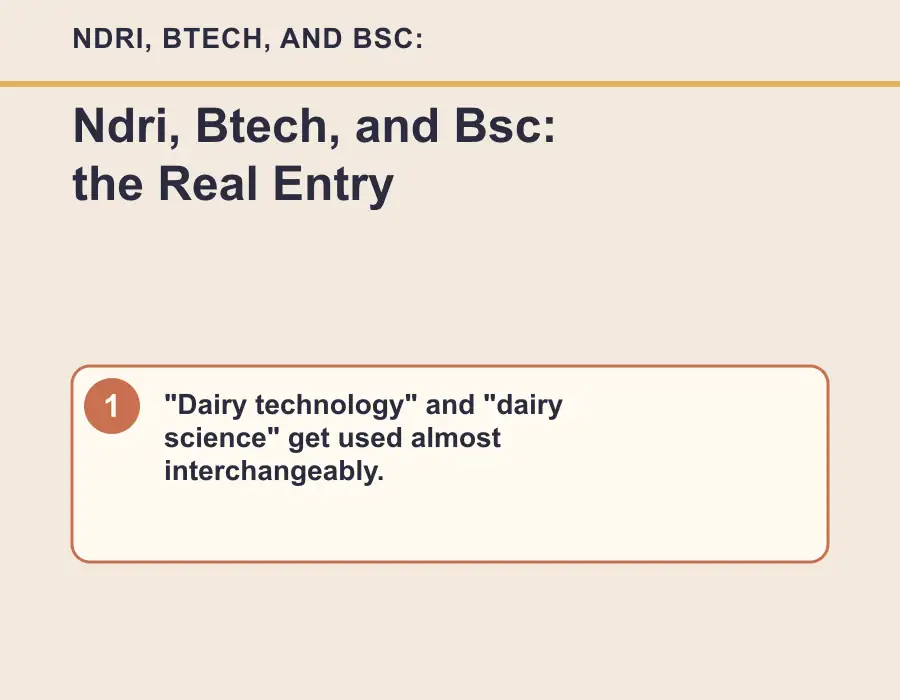 NDRI, BTECH, AND BSC:
Ndri, Btech, and Bsc:
the Real Entry
1
"Dairy technology" and "dairy
science" get used almost
interchangeably.